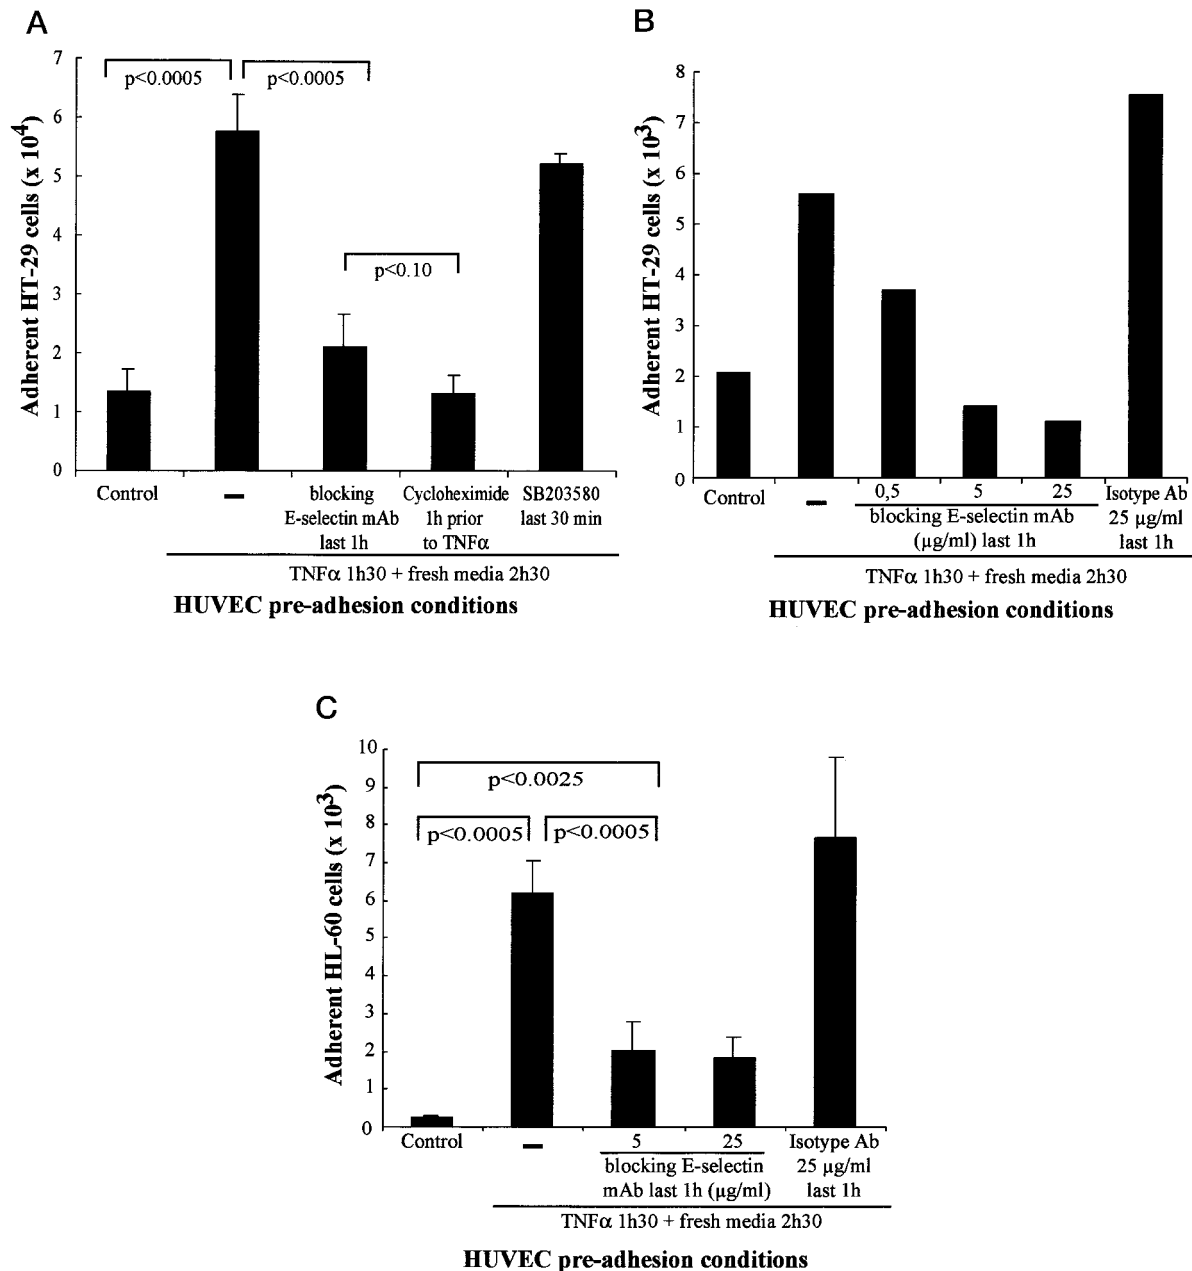 A
Adherent HT-29 cells (x 10⁴)
7
6
5
4
3
2
1
0
p<0.0005
p<0.0005
p<0.10
Control
–
blocking
E-selectin mAb
last 1h
Cycloheximide
1h prior
to TNFα
SB203580
last 30 min
TNFα 1h30 + fresh media 2h30
HUVEC pre-adhesion conditions
B
Adherent HT-29 cells (x 10³)
8
7
6
5
4
3
2
1
0
Control
–
0,5 5 25
blocking E-selectin mAb
(µg/ml) last 1h
Isotype Ab
25 µg/ml
last 1h
TNFα 1h30 + fresh media 2h30
HUVEC pre-adhesion conditions
C
Adherent HL-60 cells (x 10³)
10
9
8
7
6
5
4
3
2
1
0
p<0.0025
p<0.0005
p<0.0005
Control
–
5 25
blocking E-selectin
mAb last 1h (µg/ml)
Isotype Ab
25 µg/ml
last 1h
TNFα 1h30 + fresh media 2h30
HUVEC pre-adhesion conditions